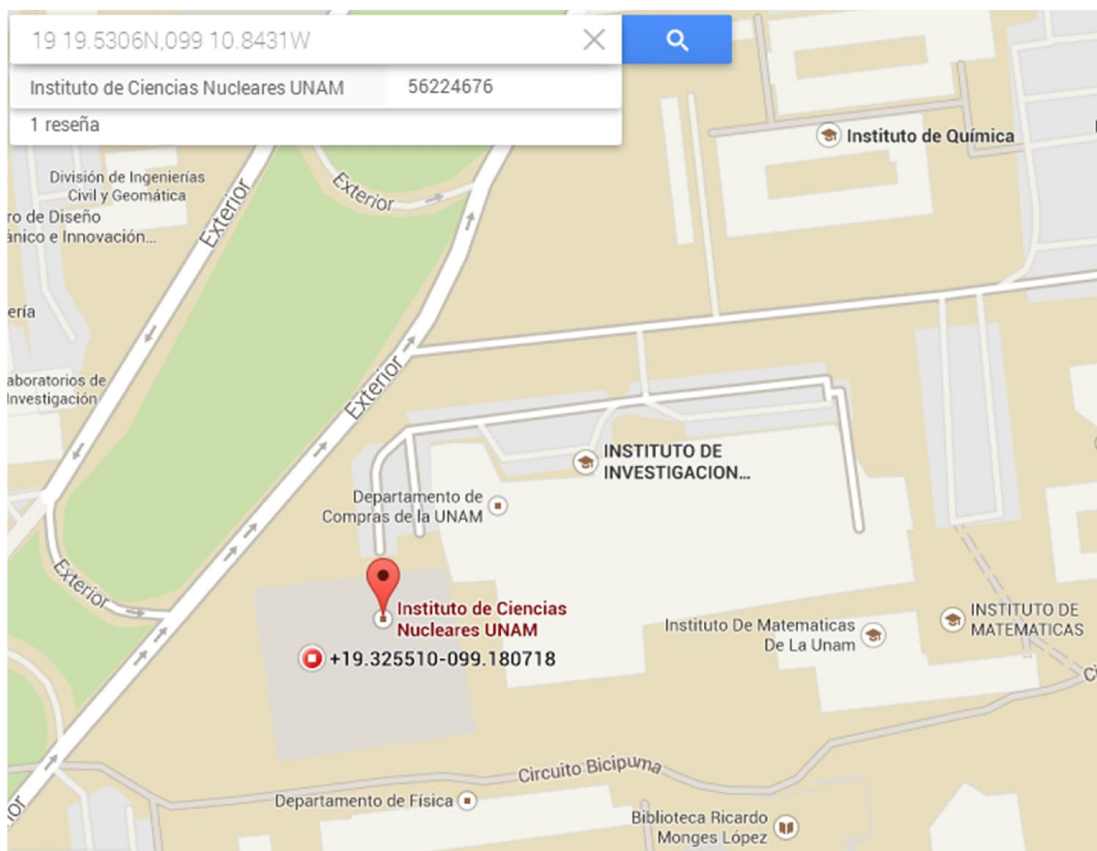 19 19.5306N,099 10.8431W
Instituto de Ciencias Nucleares UNAM 56224676
1 reseña
Instituto de Química
División de Ingenierías
Civil y Geomática
Exterior
Exterior
ro de Diseño
ánico e Innovación...
ería
aboratorios de
Investigación
Exterior
INSTITUTO DE
INVESTIGACION...
Departamento de
Compras de la UNAM
Exterior
Instituto de Ciencias
Nucleares UNAM
+19.325510-099.180718
Instituto De Matematicas
De La Unam
INSTITUTO DE
MATEMATICAS
Circuito Bicipuma
Departamento de Física
Biblioteca Ricardo
Monges López